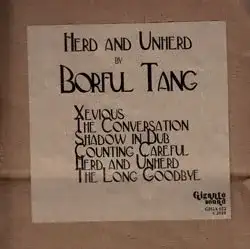 Herd and Unherd
by
Borful Tang
Xevious
The Conversation
Shadow in Dub
Counting Careful
Herd, and Unherd
The Long Goodbye
Giganto
Sound